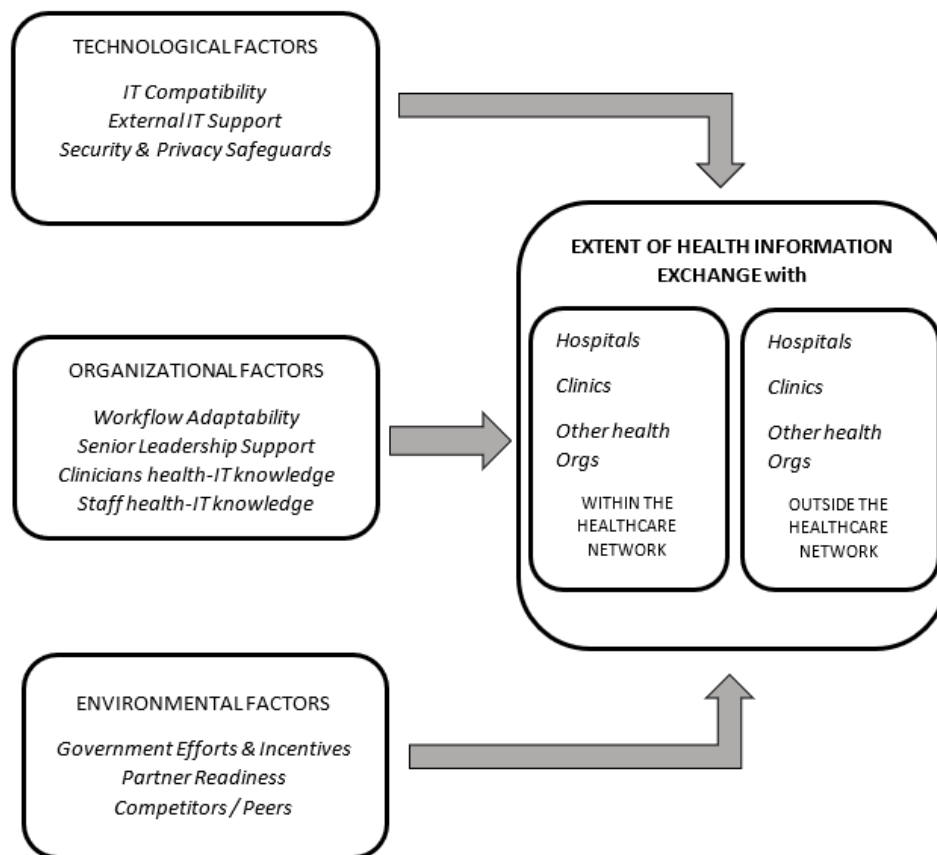 TECHNOLOGICAL FACTORS
IT Compatibility
External IT Support
Security & Privacy Safeguards
EXTENT OF HEALTH INFORMATION
EXCHANGE with
Hospitals
Clinics
Other health
Orgs
WITHIN THE
HEALTHCARE
NETWORK
Hospitals
Clinics
Other health
Orgs
OUTSIDE THE
HEALTHCARE
NETWORK
ORGANIZATIONAL FACTORS
Workflow Adaptability
Senior Leadership Support
Clinicians health-IT knowledge
Staff health-IT knowledge
ENVIRONMENTAL FACTORS
Government Efforts & Incentives
Partner Readiness
Competitors / Peers